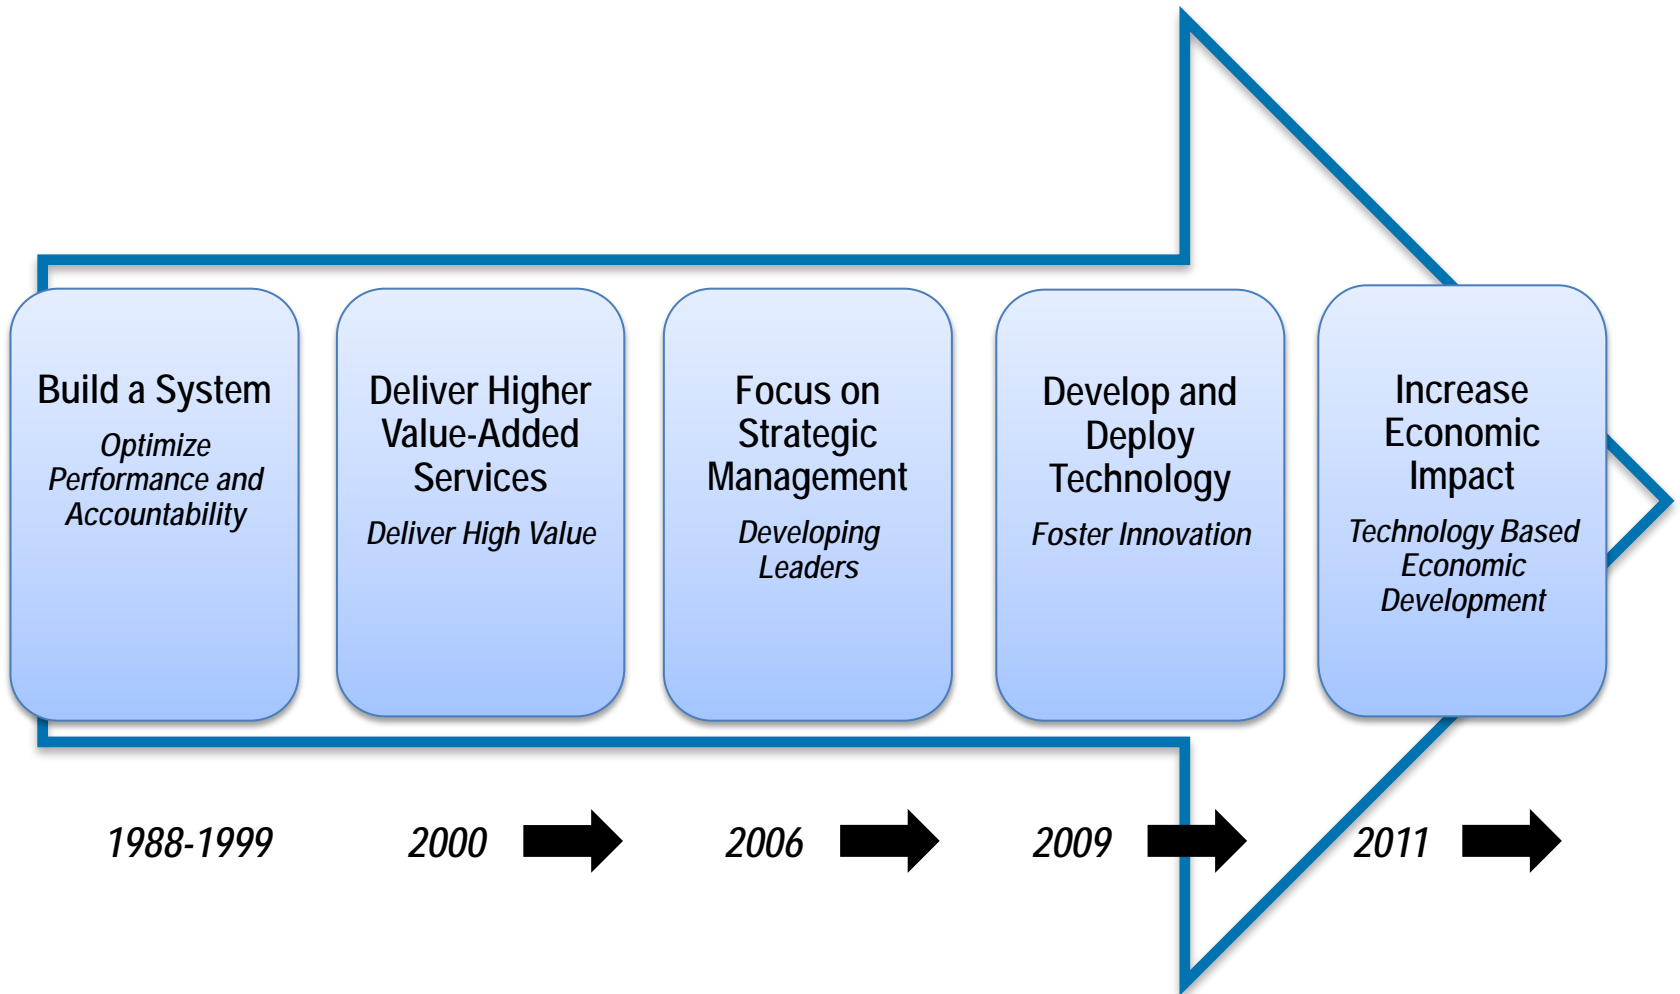 Build a System
Optimize
Performance and
Accountability
Deliver Higher
Value-Added
Services
Deliver High Value
Focus on
Strategic
Management
Developing
Leaders
Develop and
Deploy
Technology
Foster Innovation
Increase
Economic
Impact
Technology Based
Economic
Development
1988-1999
2000
2006
2009
2011